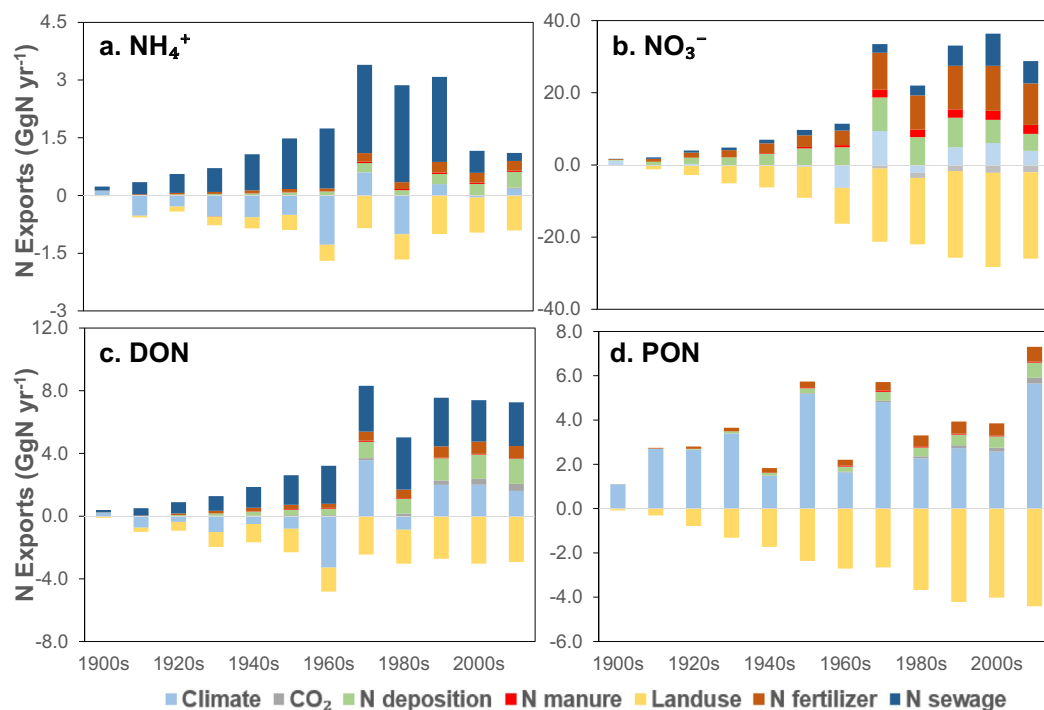 a. NH₄⁺
N Exports (GgN yr⁻¹)
4.5
3
1.5
0
-1.5
-3
b. NO₃⁻
40.0
20.0
0.0
-20.0
-40.0
c. DON
N Exports (GgN yr⁻¹)
12.0
8.0
4.0
0.0
-4.0
-8.0
1900s 1920s 1940s 1960s 1980s 2000s
d. PON
8.0
6.0
4.0
2.0
0.0
-2.0
-4.0
-6.0
1900s 1920s 1940s 1960s 1980s 2000s
Climate CO₂ N deposition N manure Landuse N fertilizer N sewage